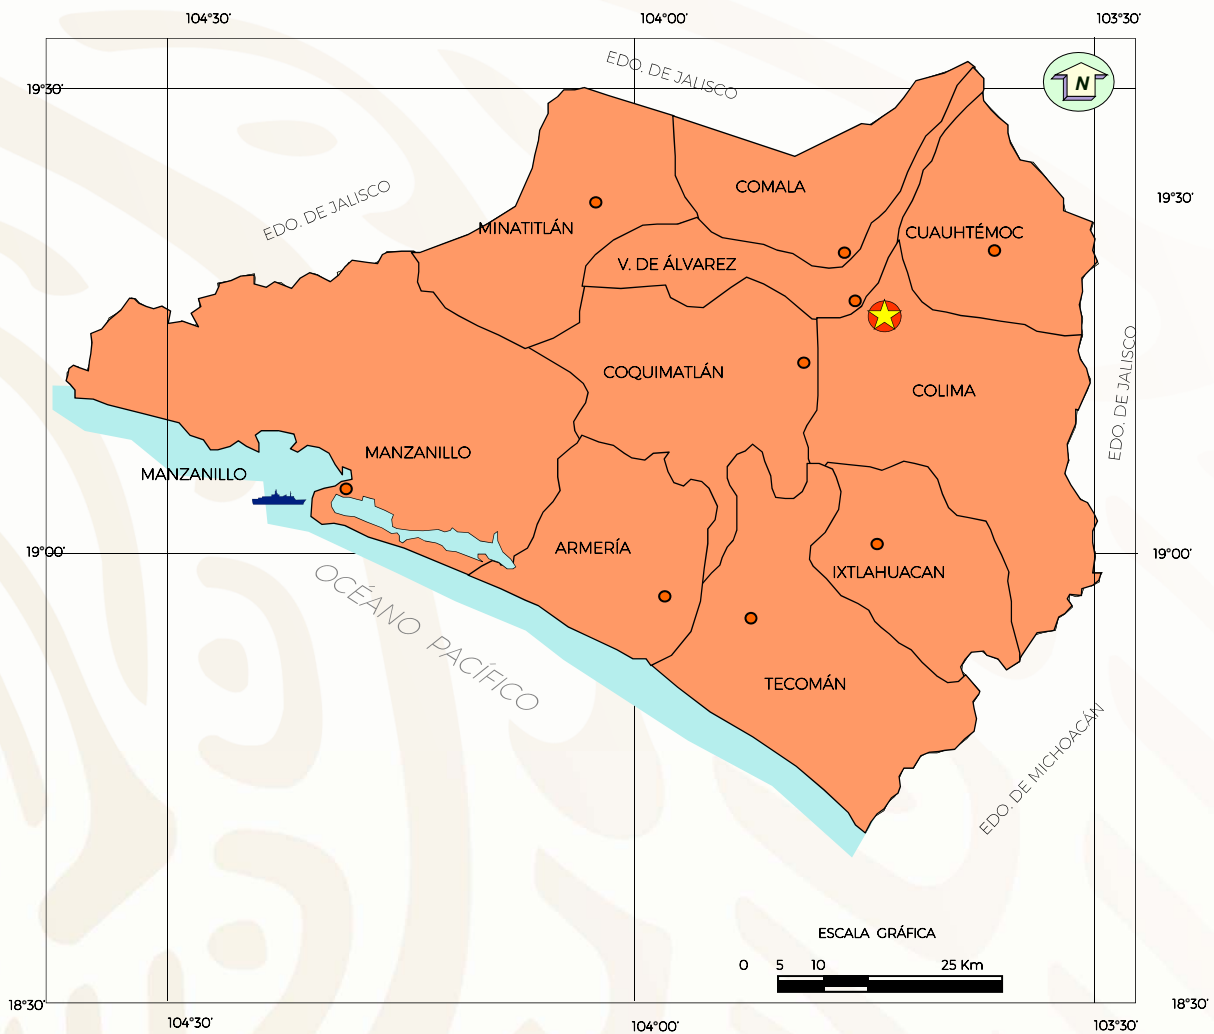 104°30'
104°00'
103°30'
EDO. DE JALISCO
19°30'
N
COMALA
EDO. DE JALISCO
19°30'
MINATITLÁN
CUAUHTÉMOC
V. DE ÁLVAREZ
EDO. DE JALISCO
COQUIMATLÁN
COLIMA
MANZANILLO
MANZANILLO
ARMERÍA
19°00'
19°00'
IXTLAHUACAN
OCÉANO PACÍFICO
TECOMÁN
EDO. DE MICHOACÁN
ESCALA GRÁFICA
0 5 10 25 Km
18°30'
18°30'
104°30'
104°00'
103°30'